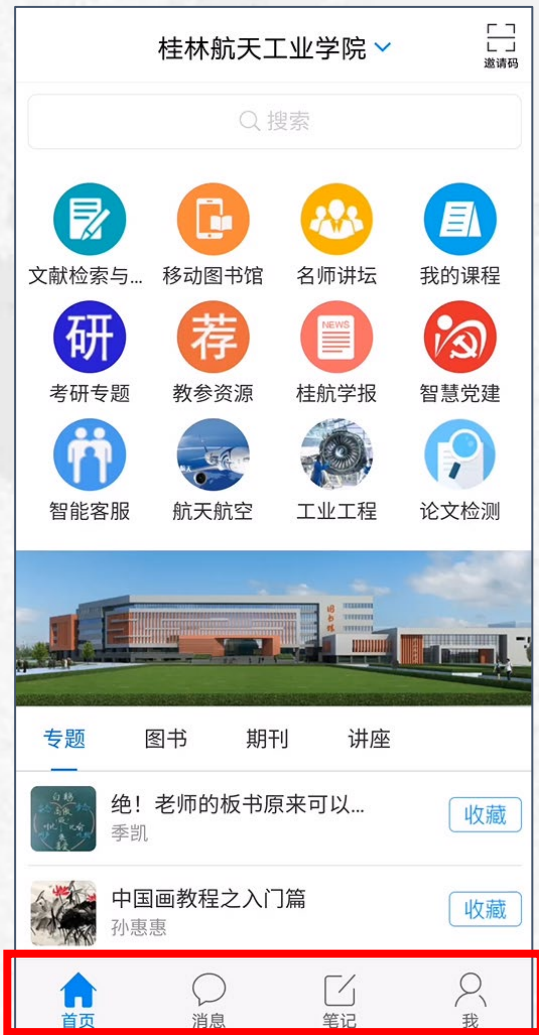 桂林航天工业学院
邀请码
搜索
文献检索与... 移动图书馆 名师讲坛 我的课程
研 荐 NEWS
考研专题 教参资源 桂航学报 智慧党建
智能客服 航天航空 工业工程 论文检测
图书馆
专题 图书 期刊 讲座
绝！老师的板书原来可以...
收藏
季凯
中国画教程之入门篇
收藏
孙惠惠
首页 消息 笔记 我